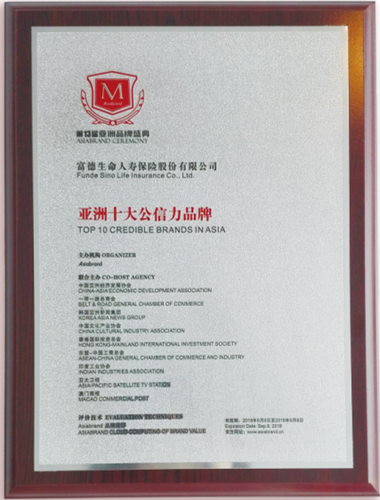 M
Asiabrand
亚洲品牌盛典
ASIABRAND CEREMONY
富德生命人寿保险股份有限公司
Funde Sino Life Insurance Co., Ltd.
亚洲十大公信力品牌
TOP 10 CREDIBLE BRANDS IN ASIA
主办机构 ORGANIZER
Asiabrand
联合主办 CO-HOST AGENCY
中国亚洲经济发展协会
CHINA-ASIA ECONOMIC DEVELOPMENT ASSOCIATION
一带一路总商会
BELT & ROAD GENERAL CHAMBER OF COMMERCE
韩国亚洲新闻集团
KOREA ASIA NEWS GROUP
中国文化产业协会
CHINA CULTURAL INDUSTRY ASSOCIATION
香港国际投资总会
HONG KONG-MAINLAND INTERNATIONAL INVESTMENT SOCIETY
东盟-中国工商总会
ASEAN-CHINA GENERAL CHAMBER OF COMMERCE AND INDUSTRY
印度工业协会
INDIAN INDUSTRIES ASSOCIATION
亚太卫视
ASIA-PACIFIC SATELLITE TV STATION
澳门商报
MACAO COMMERCIAL POST
评价技术 EVALUATION TECHNIQUES
Asiabrand 品牌
ASIABRAND CLOUD COMPUTING OF BRAND VALUE
Expiration Date: Sep.8, 2019
www.asiabrand.cn